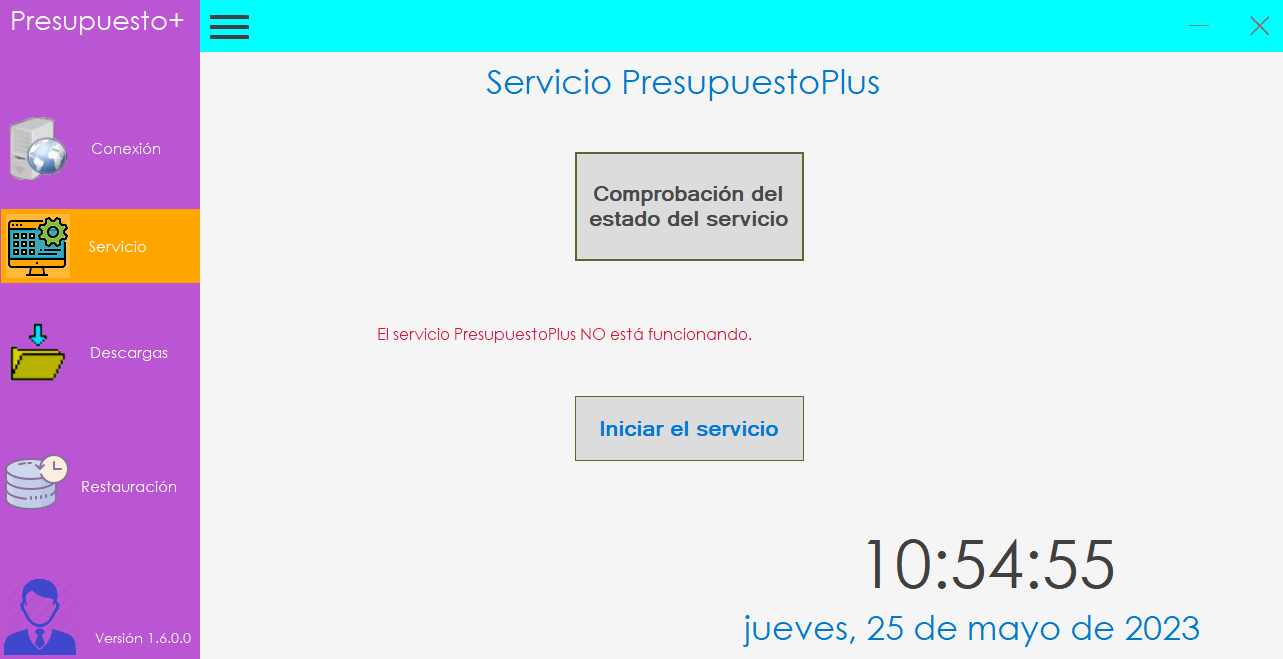 Presupuesto+
Servicio PresupuestoPlus
Conexión
Comprobación del
estado del servicio
Servicio
El servicio PresupuestoPlus NO está funcionando.
Descargas
Iniciar el servicio
Restauración
10:54:55
jueves, 25 de mayo de 2023
Versión 1.6.0.0